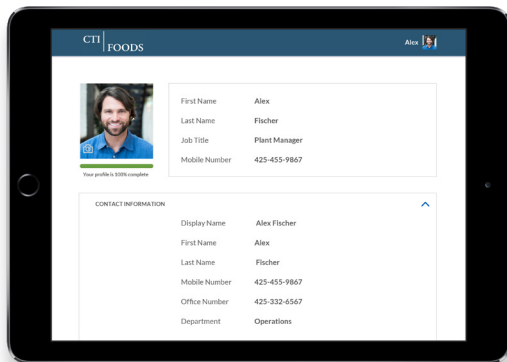 CTI FOODS
Alex
First Name Alex
Last Name Fischer
Job Title Plant Manager
Mobile Number 425-455-9867
Your profile is 100% complete
CONTACT INFORMATION
Display Name Alex Fischer
First Name Alex
Last Name Fischer
Mobile Number 425-455-9867
Office Number 425-332-6567
Department Operations